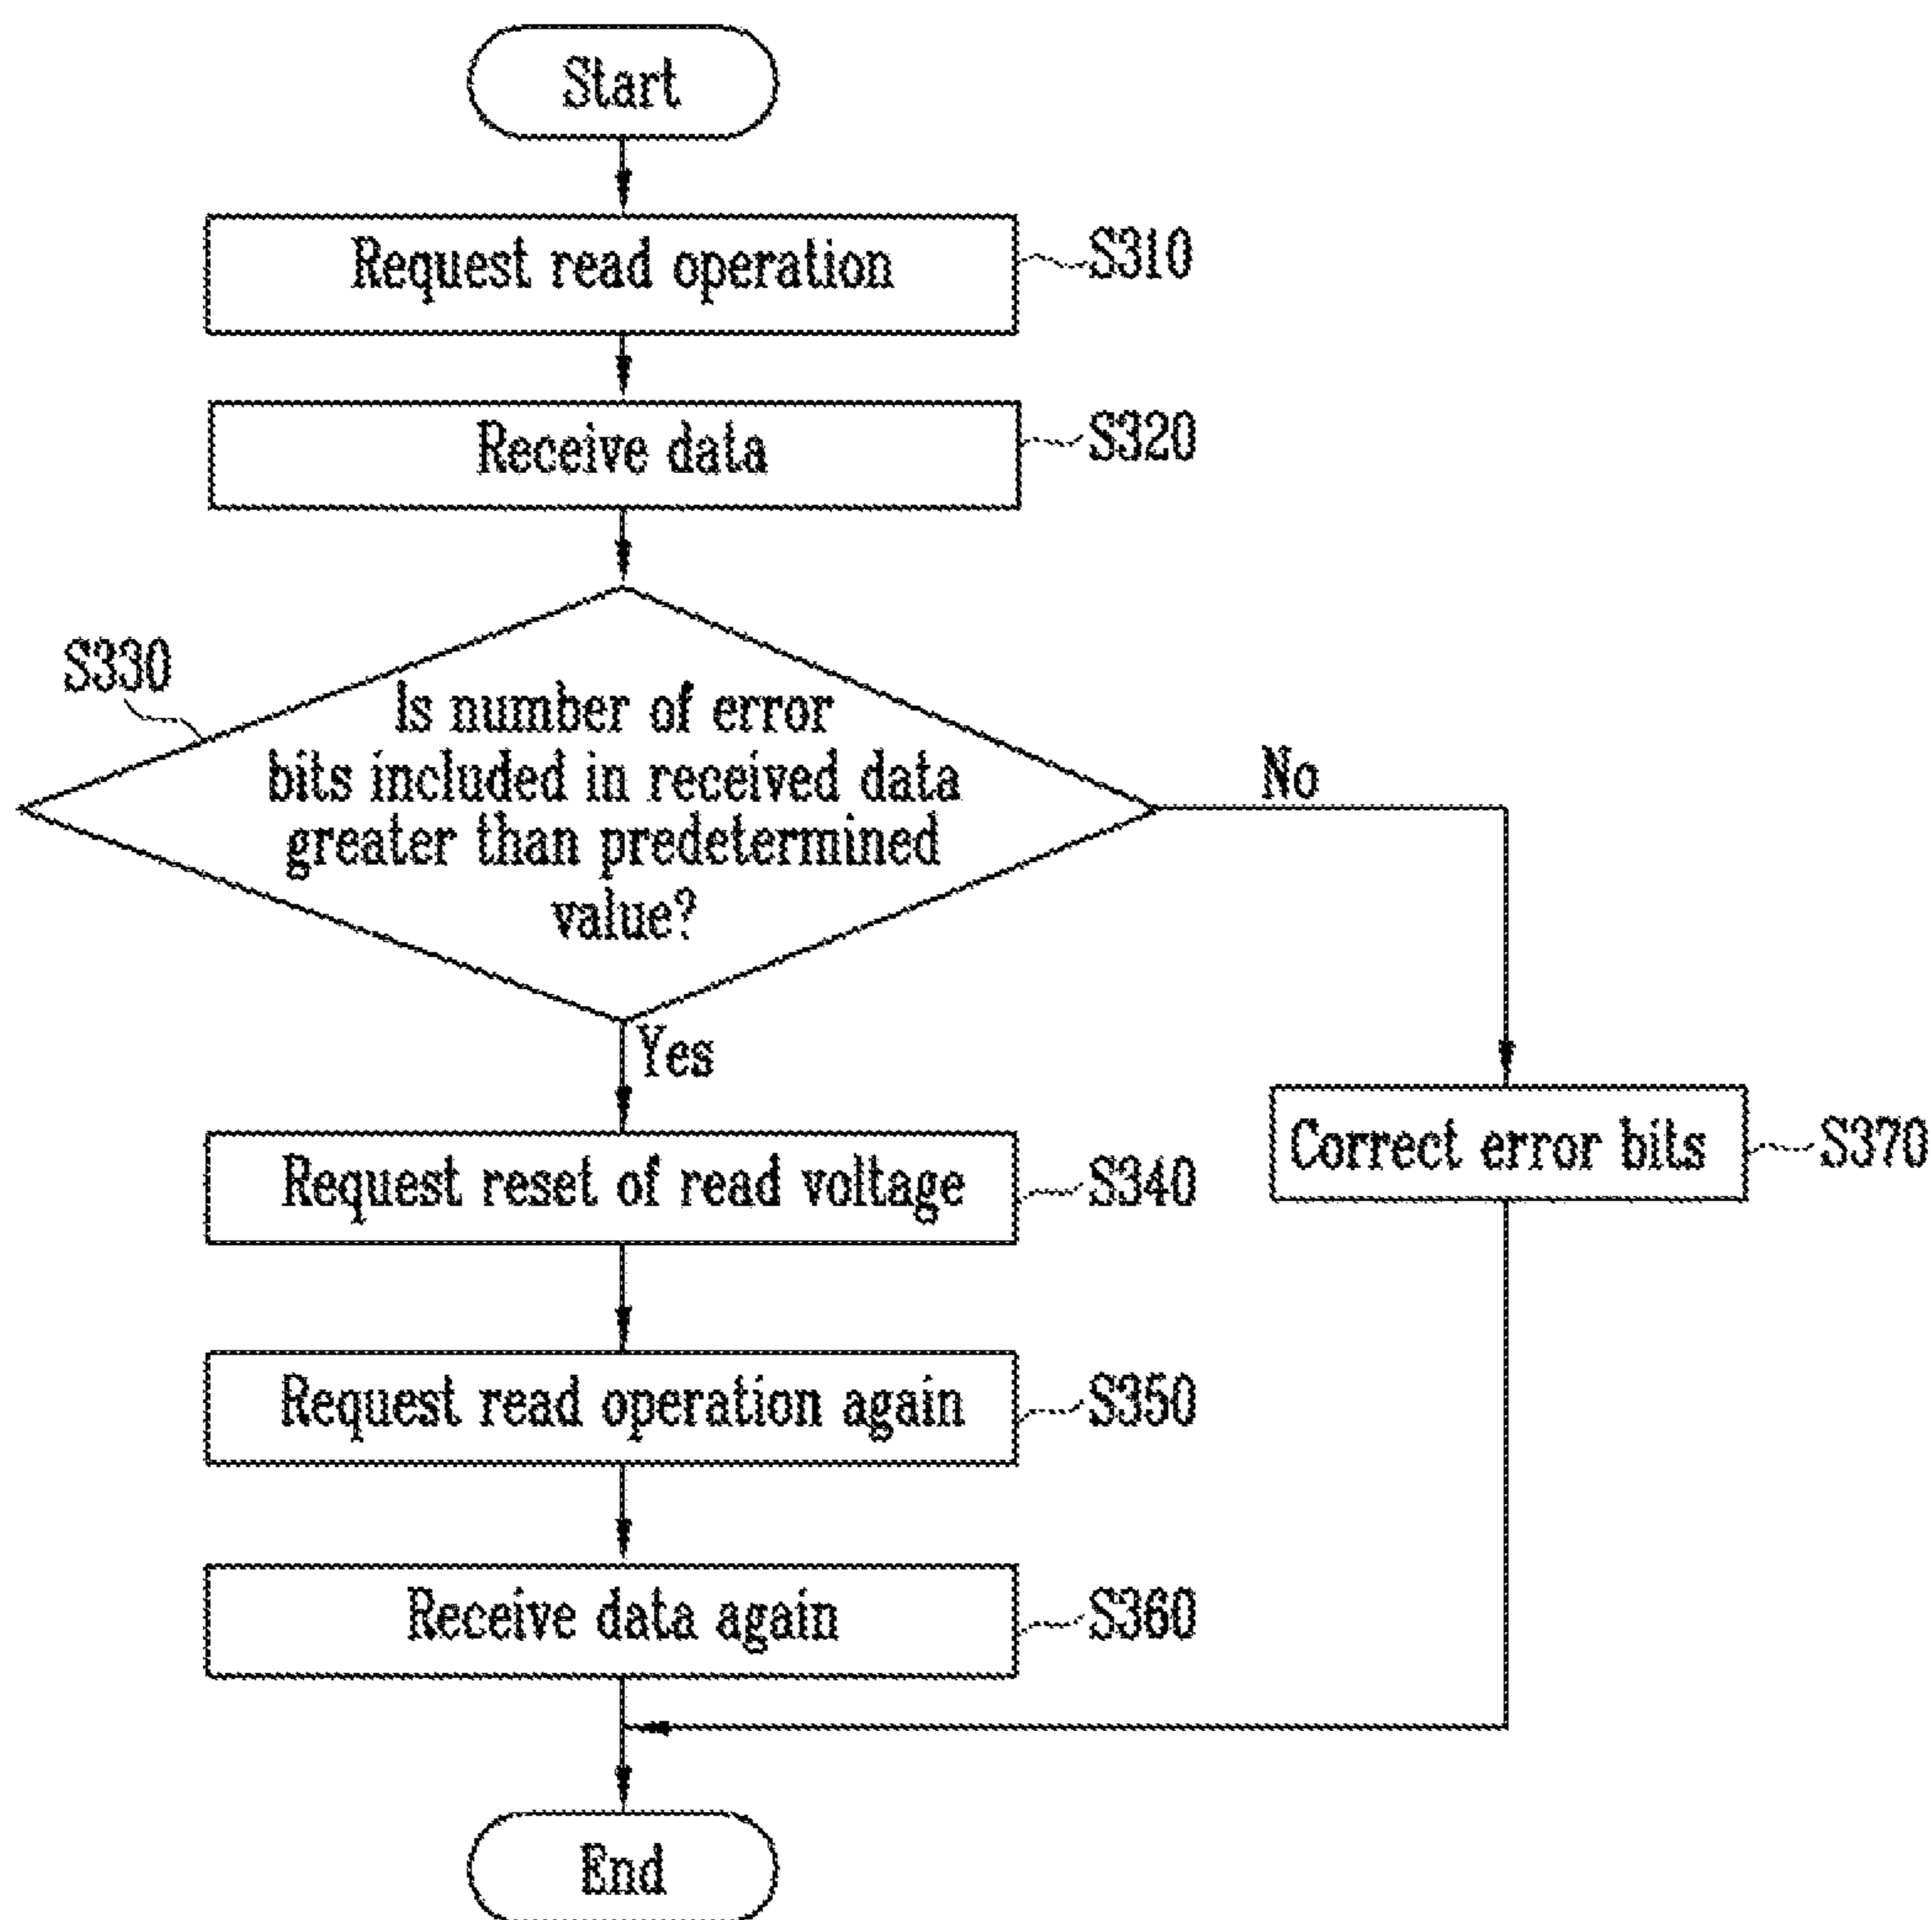 Start
Request read operation
S310
Receive data
S320
S330
Is number of error
bits included in received data
greater than predetermined
value?
No
Yes
Request reset of read voltage
S340
Correct error bits
S370
Request read operation again
S350
Receive data again
S360
End